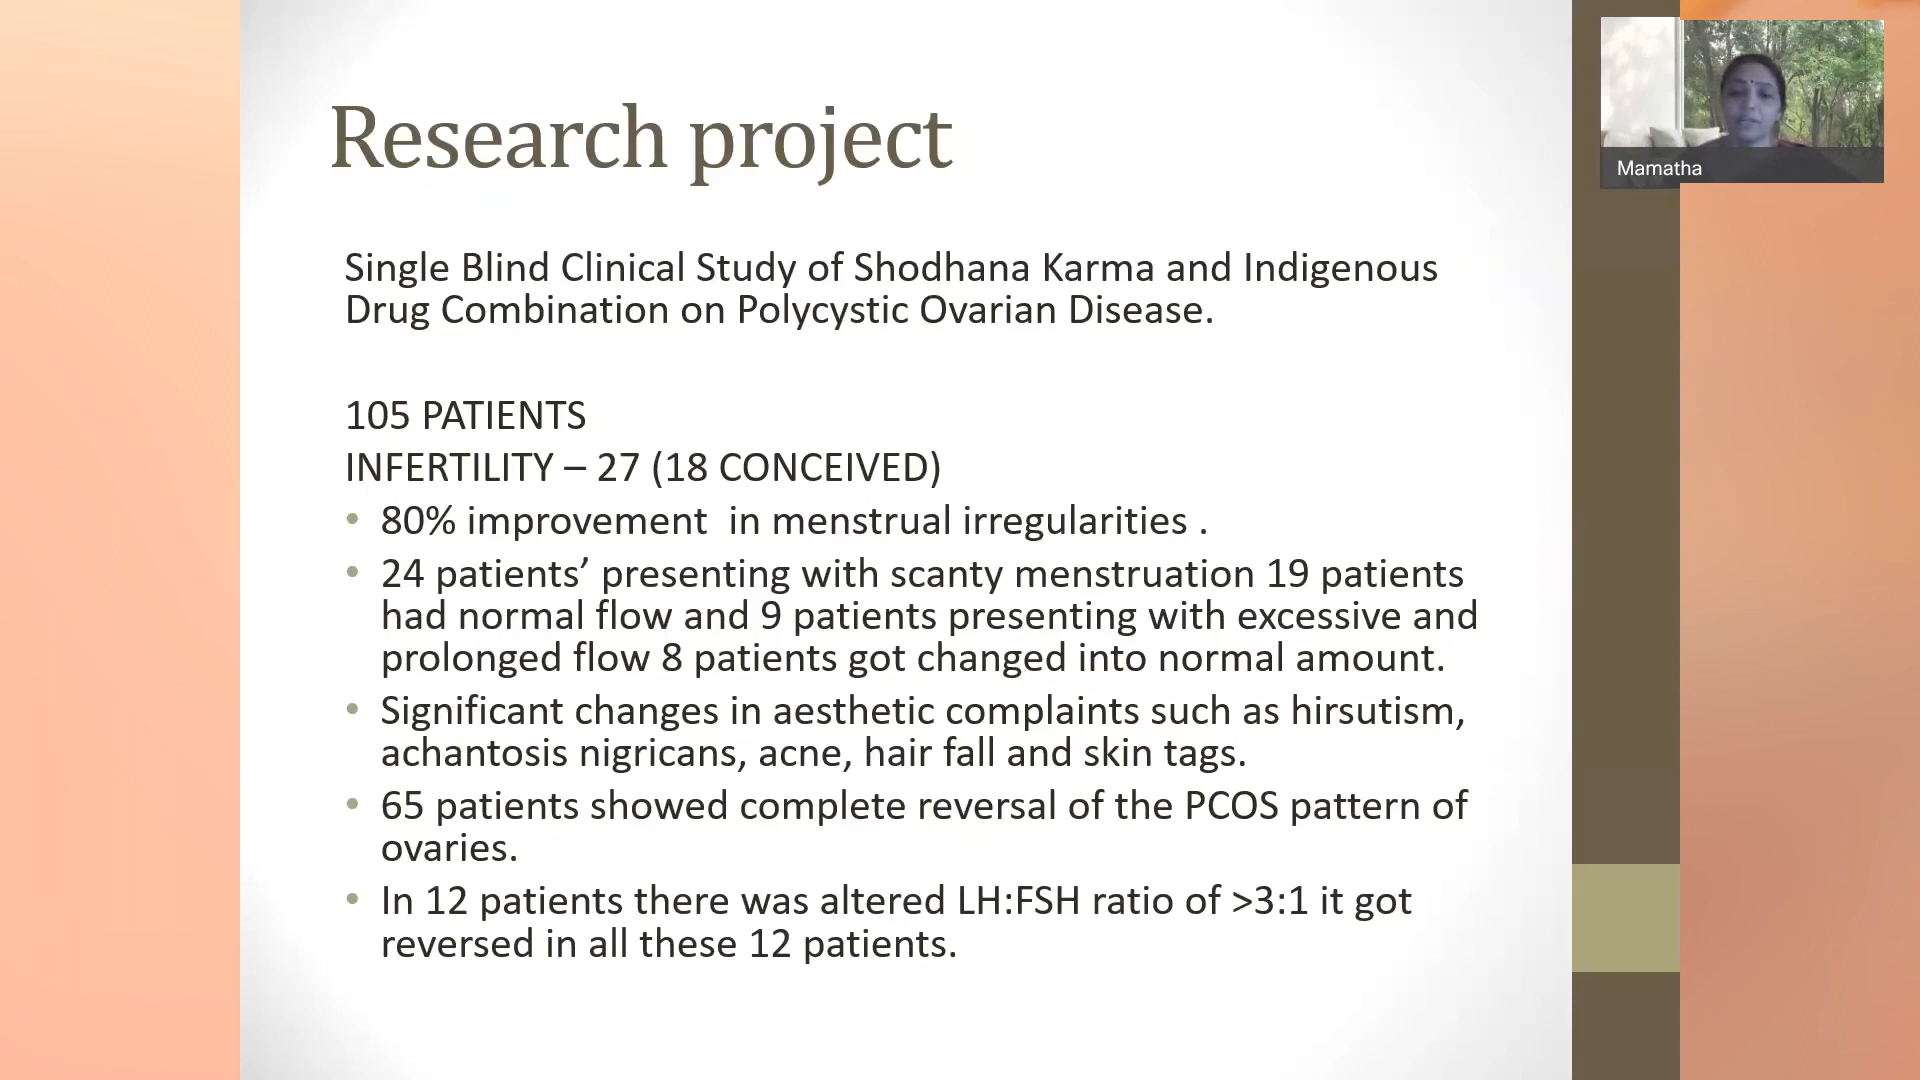 Research project
Mamatha
Single Blind Clinical Study of Shodhana Karma and Indigenous
Drug Combination on Polycystic Ovarian Disease.
105 PATIENTS
INFERTILITY – 27 (18 CONCEIVED)
• 80% improvement  in menstrual irregularities .
• 24 patients’ presenting with scanty menstruation 19 patients
had normal flow and 9 patients presenting with excessive and
prolonged flow 8 patients got changed into normal amount.
• Significant changes in aesthetic complaints such as hirsutism,
achantosis nigricans, acne, hair fall and skin tags.
• 65 patients showed complete reversal of the PCOS pattern of
ovaries.
• In 12 patients there was altered LH:FSH ratio of >3:1 it got
reversed in all these 12 patients.